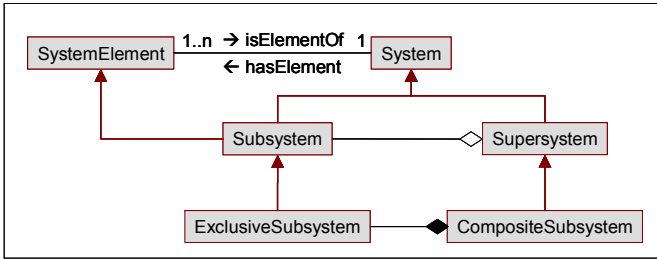 1..n → isElementOf 1
SystemElement
System
← hasElement
Subsystem
Supersystem
ExclusiveSubsystem
CompositeSubsystem